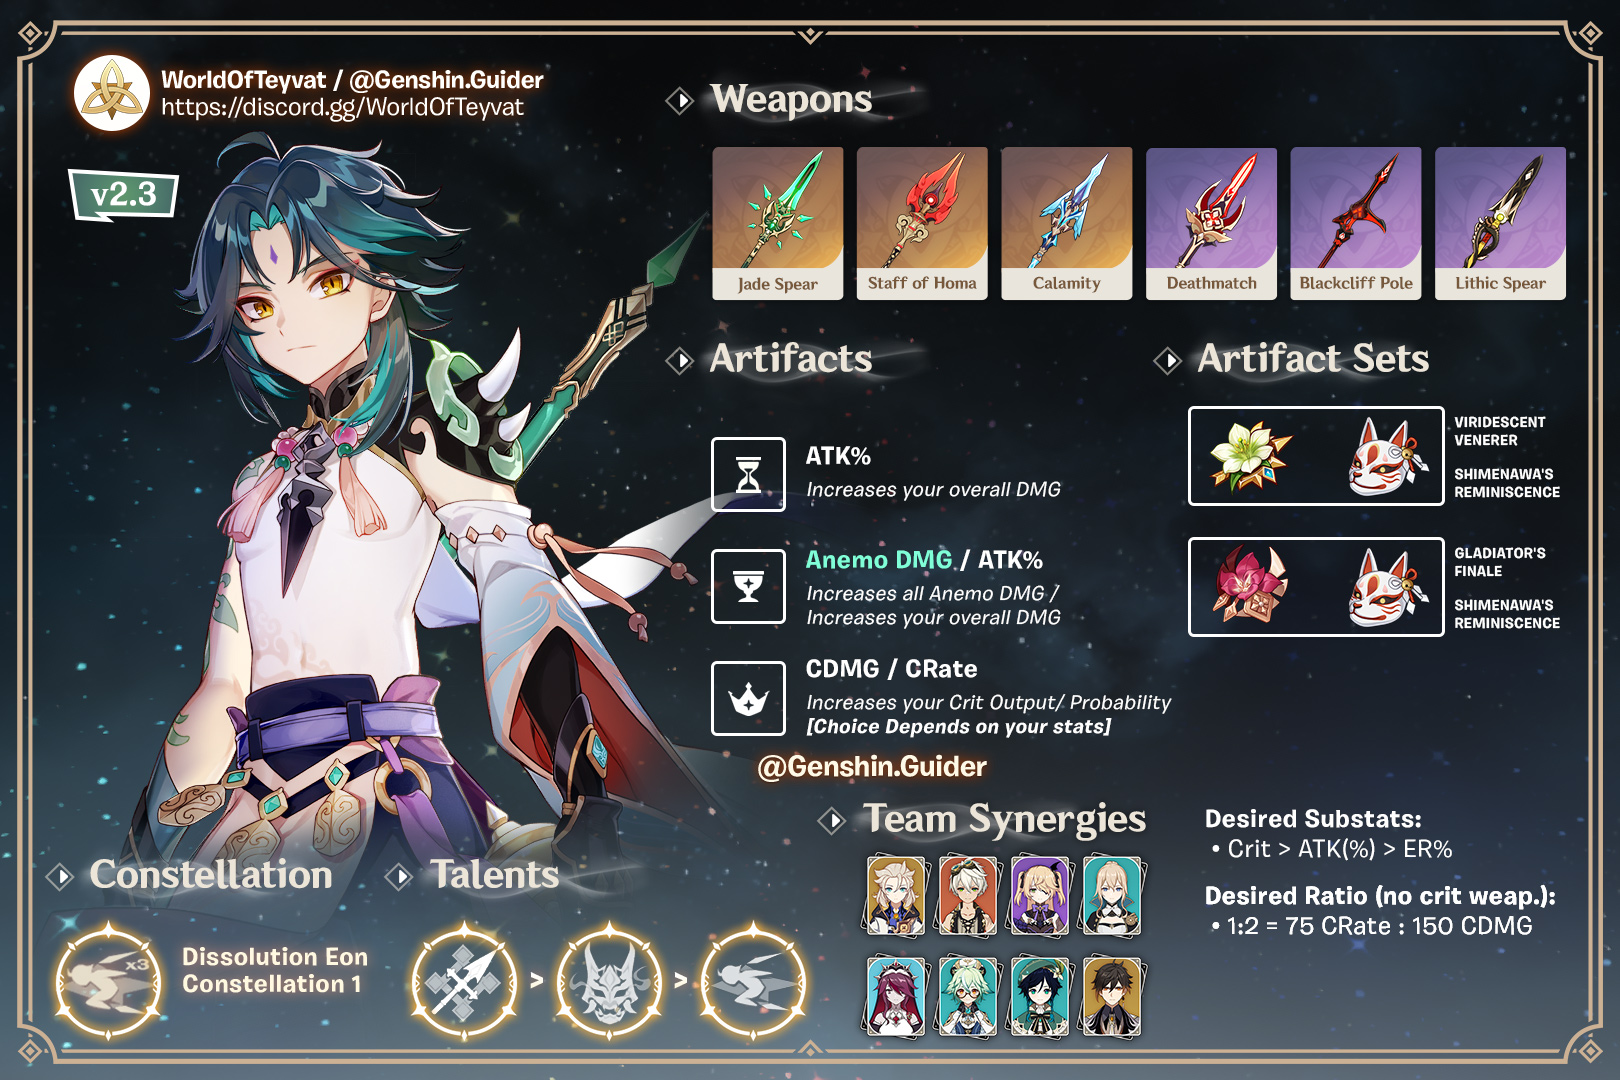 WorldOfTeyvat / @Genshin.Guider
https://discord.gg/WorldOfTeyvat
v2.3
Weapons
Jade Spear
Staff of Homa
Calamity
Deathmatch
Blackcliff Pole
Lithic Spear
Artifacts
ATK%
Increases your overall DMG
Anemo DMG / ATK%
Increases all Anemo DMG /
Increases your overall DMG
CDMG / CRate
Increases your Crit Output/ Probability
[Choice Depends on your stats]
@Genshin.Guider
Artifact Sets
VIRIDESCENT
VENERER
SHIMENAWA'S
REMINISCENCE
GLADIATOR'S
FINALE
SHIMENAWA'S
REMINISCENCE
Team Synergies
Desired Substats:
• Crit > ATK(%) > ER%
Desired Ratio (no crit weap.):
• 1:2 = 75 CRate : 150 CDMG
Constellation
x3
Dissolution Eon
Constellation 1
Talents
> >